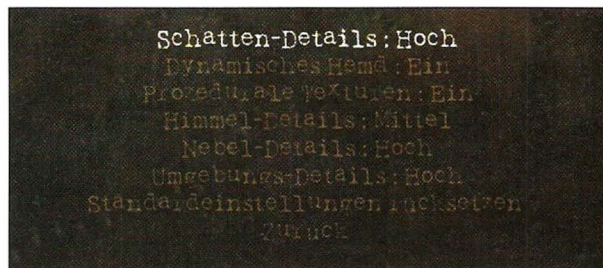 Schatten-Details:Hoch
Dynamisches Hemd:Ein
Prozedurale Texturen:Ein
Himmel-Details:Mittel
Nebel-Details:Hoch
Umgebungs-Details:Hoch
Standardeinstellungen rücksetzen
Zurück